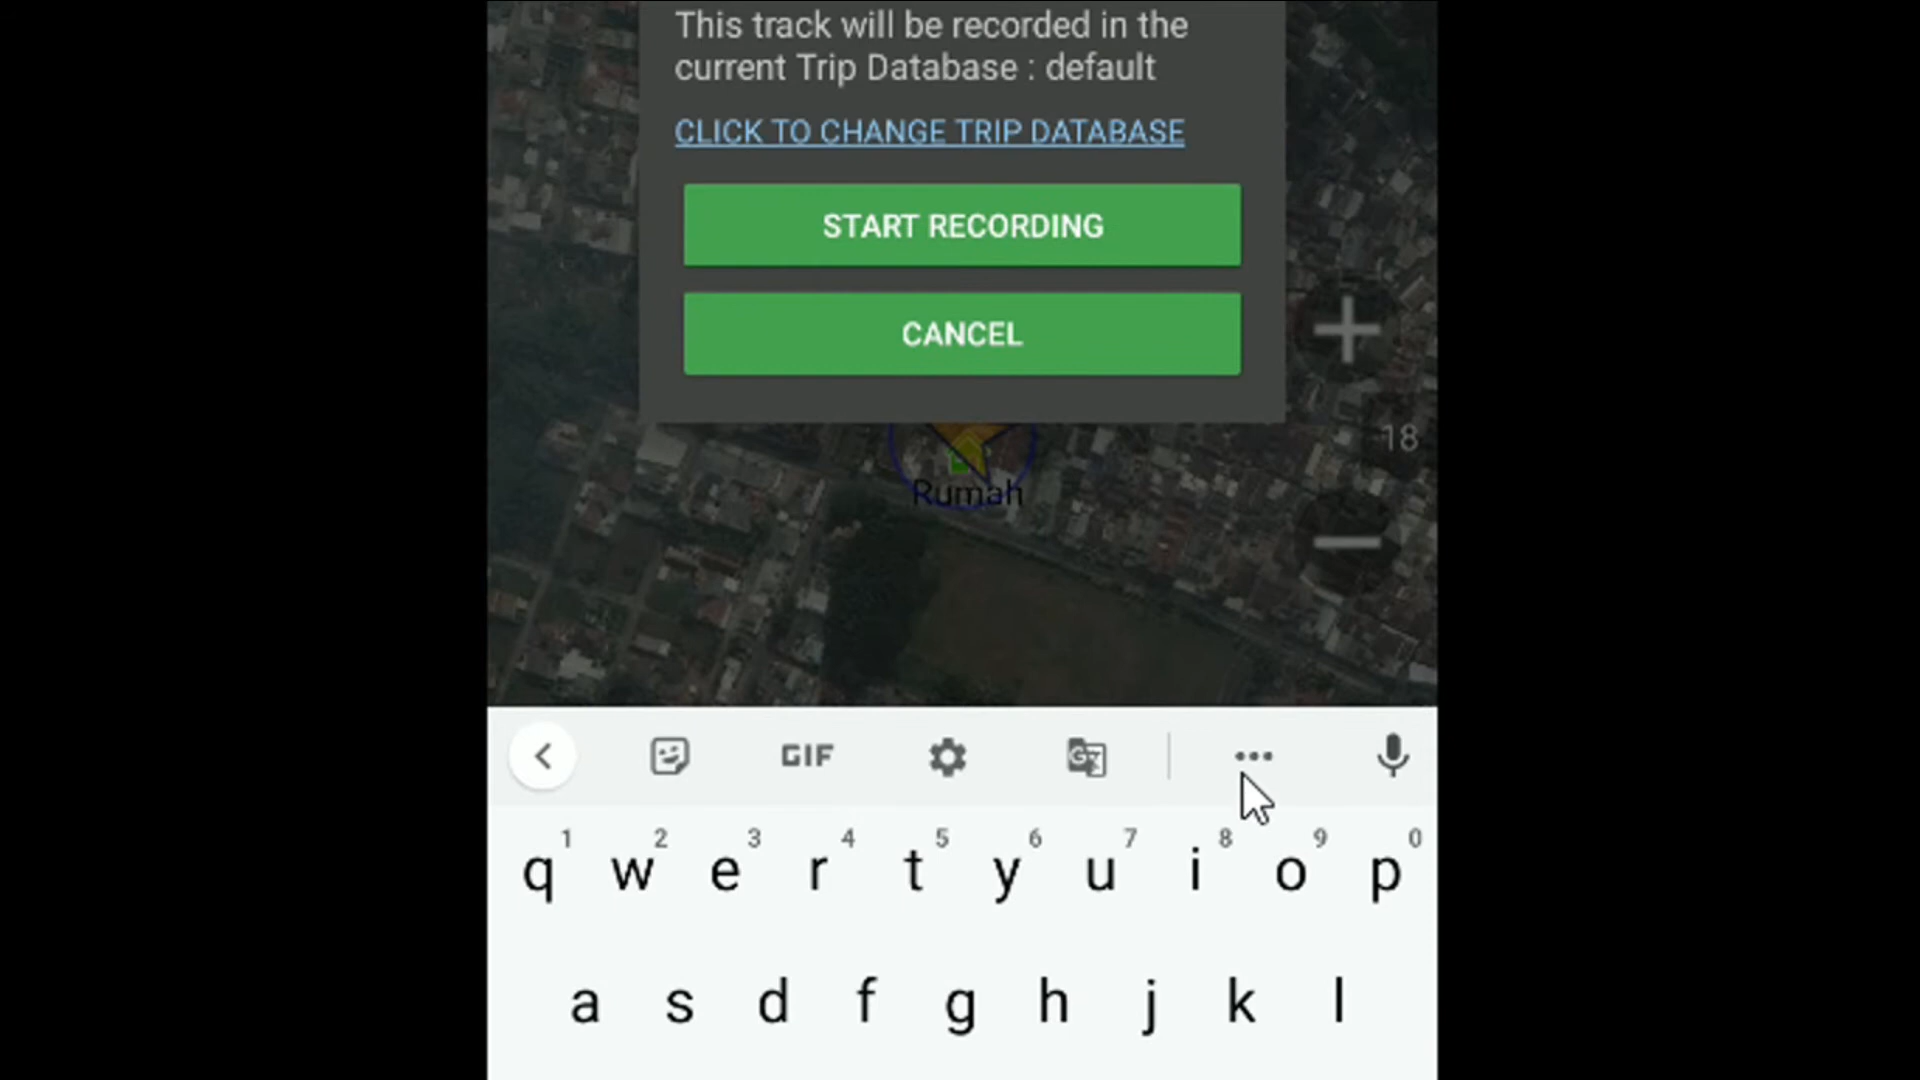 This track will be recorded in the
current Trip Database : default
CLICK TO CHANGE TRIP DATABASE
START RECORDING
CANCEL
18
Rumah
GIF
G
1 2 3 4 5 6 7 8 9 0
q w e r t y u i o p
a s d f g h j k l